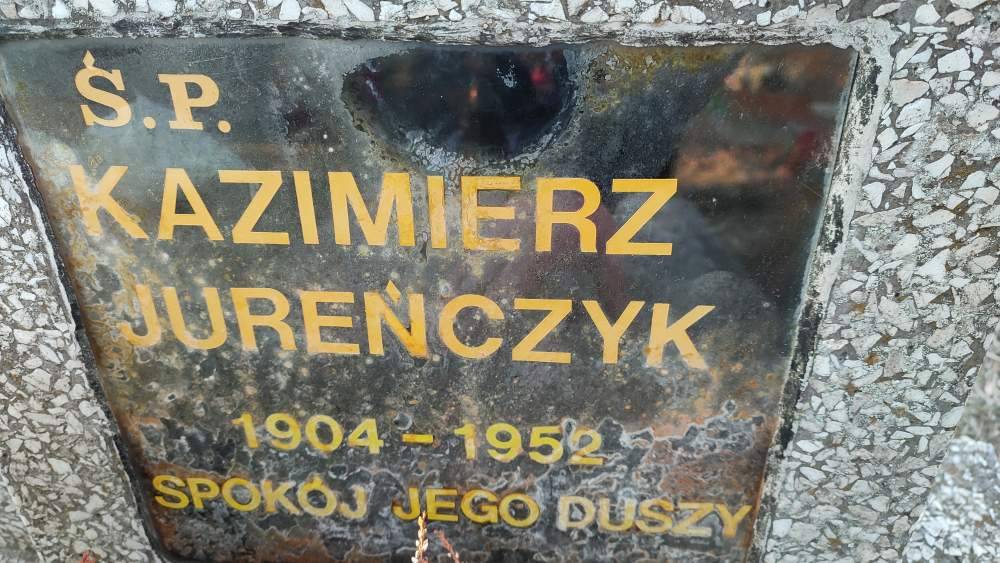 Ś.P.
KAZIMIERZ
JUREŃCZYK
1904 – 1952
SPOKÓJ JEGO DUSZY